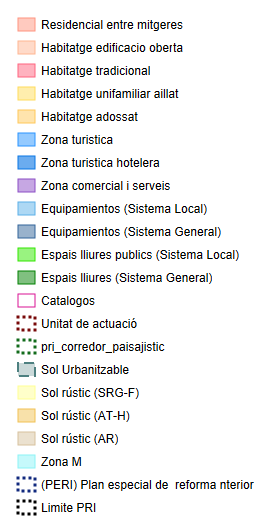 Residencial entre mitgeres
Habitatge edificacio oberta
Habitatge tradicional
Habitatge unifamiliar aillat
Habitatge adossat
Zona turistica
Zona turistica hotelera
Zona comercial i serveis
Equipamientos (Sistema Local)
Equipamientos (Sistema General)
Espais lliures publics (Sistema Local)
Espais lliures (Sistema General)
Catalogos
Unitat de actuació
pri_corredor_paisajistic
Sol Urbanitzable
Sol rústic (SRG-F)
Sol rústic (AT-H)
Sol rústic (AR)
Zona M
(PERI) Plan especial de reforma nterior
Limite PRI